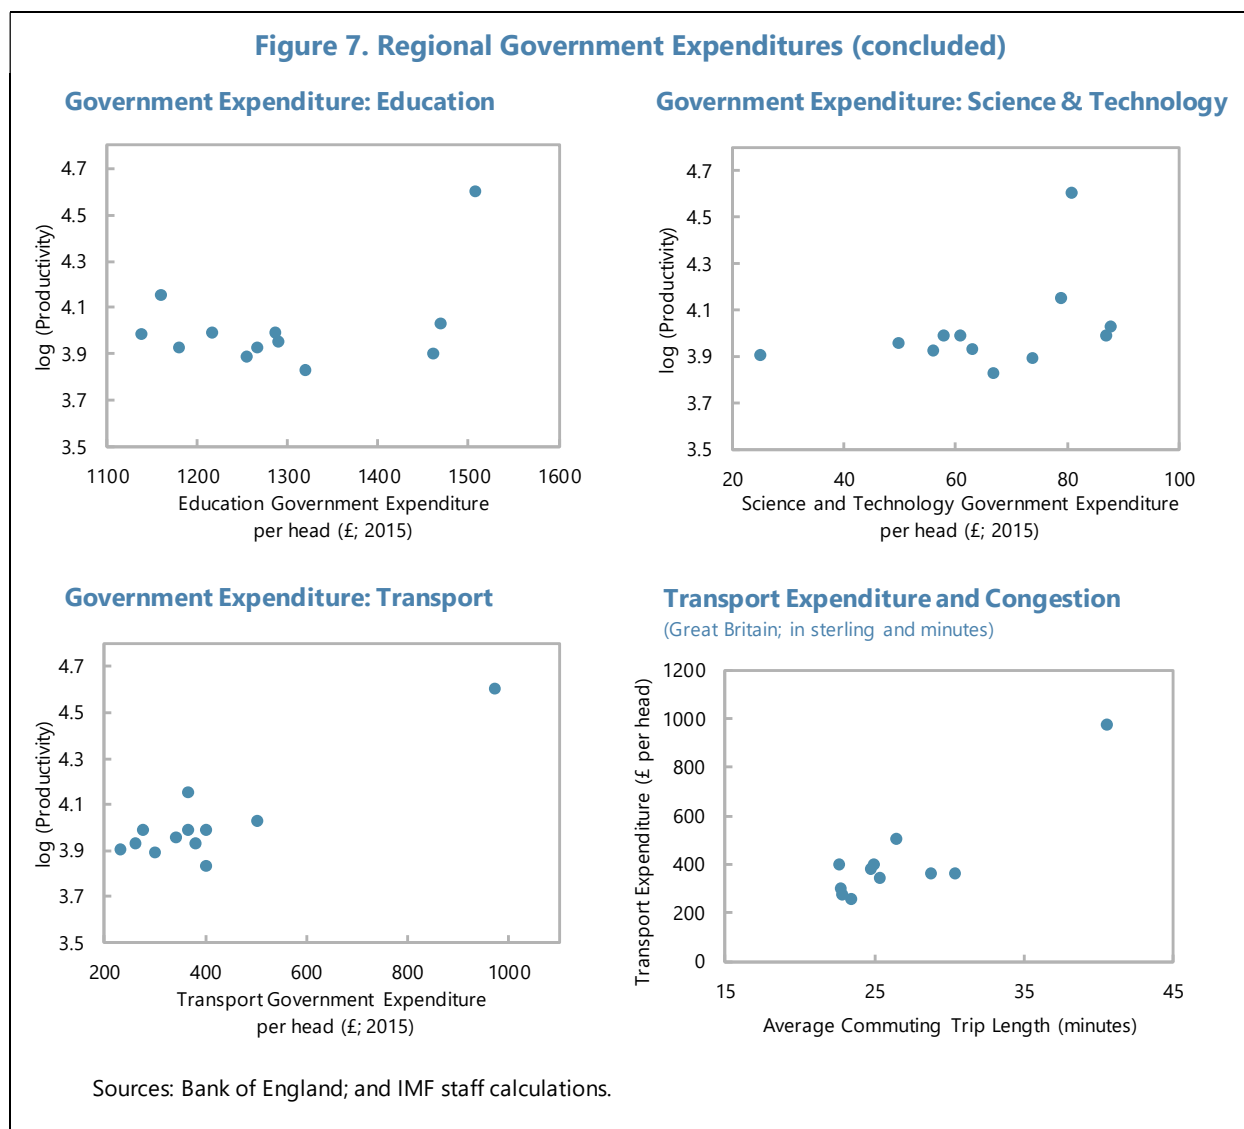 Figure 7. Regional Government Expenditures (concluded)
Government Expenditure: Education
4.7
4.5
4.3
4.1
3.9
3.7
3.5
log (Productivity)
1100 1200 1300 1400 1500 1600
Education Government Expenditure
per head (£; 2015)
Government Expenditure: Science & Technology
4.7
4.5
4.3
4.1
3.9
3.7
3.5
log (Productivity)
20 40 60 80 100
Science and Technology Government Expenditure
per head (£; 2015)
Government Expenditure: Transport
4.7
4.5
4.3
4.1
3.9
3.7
3.5
log (Productivity)
200 400 600 800 1000
Transport Government Expenditure
per head (£; 2015)
Transport Expenditure and Congestion
(Great Britain; in sterling and minutes)
1200
1000
800
600
400
200
0
Transport Expenditure (£ per head)
15 25 35 45
Average Commuting Trip Length (minutes)
Sources: Bank of England; and IMF staff calculations.